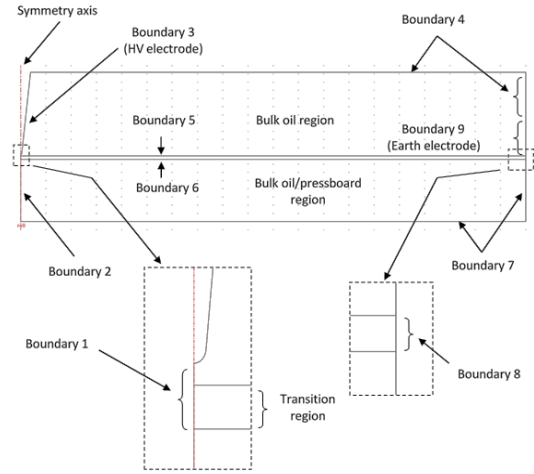 Symmetry axis
Boundary 3
(HV electrode)
Boundary 4
Boundary 5
Bulk oil region
Boundary 9
(Earth electrode)
Boundary 6
Bulk oil/pressboard
region
Boundary 2
Boundary 7
Boundary 1
Transition
region
Boundary 8